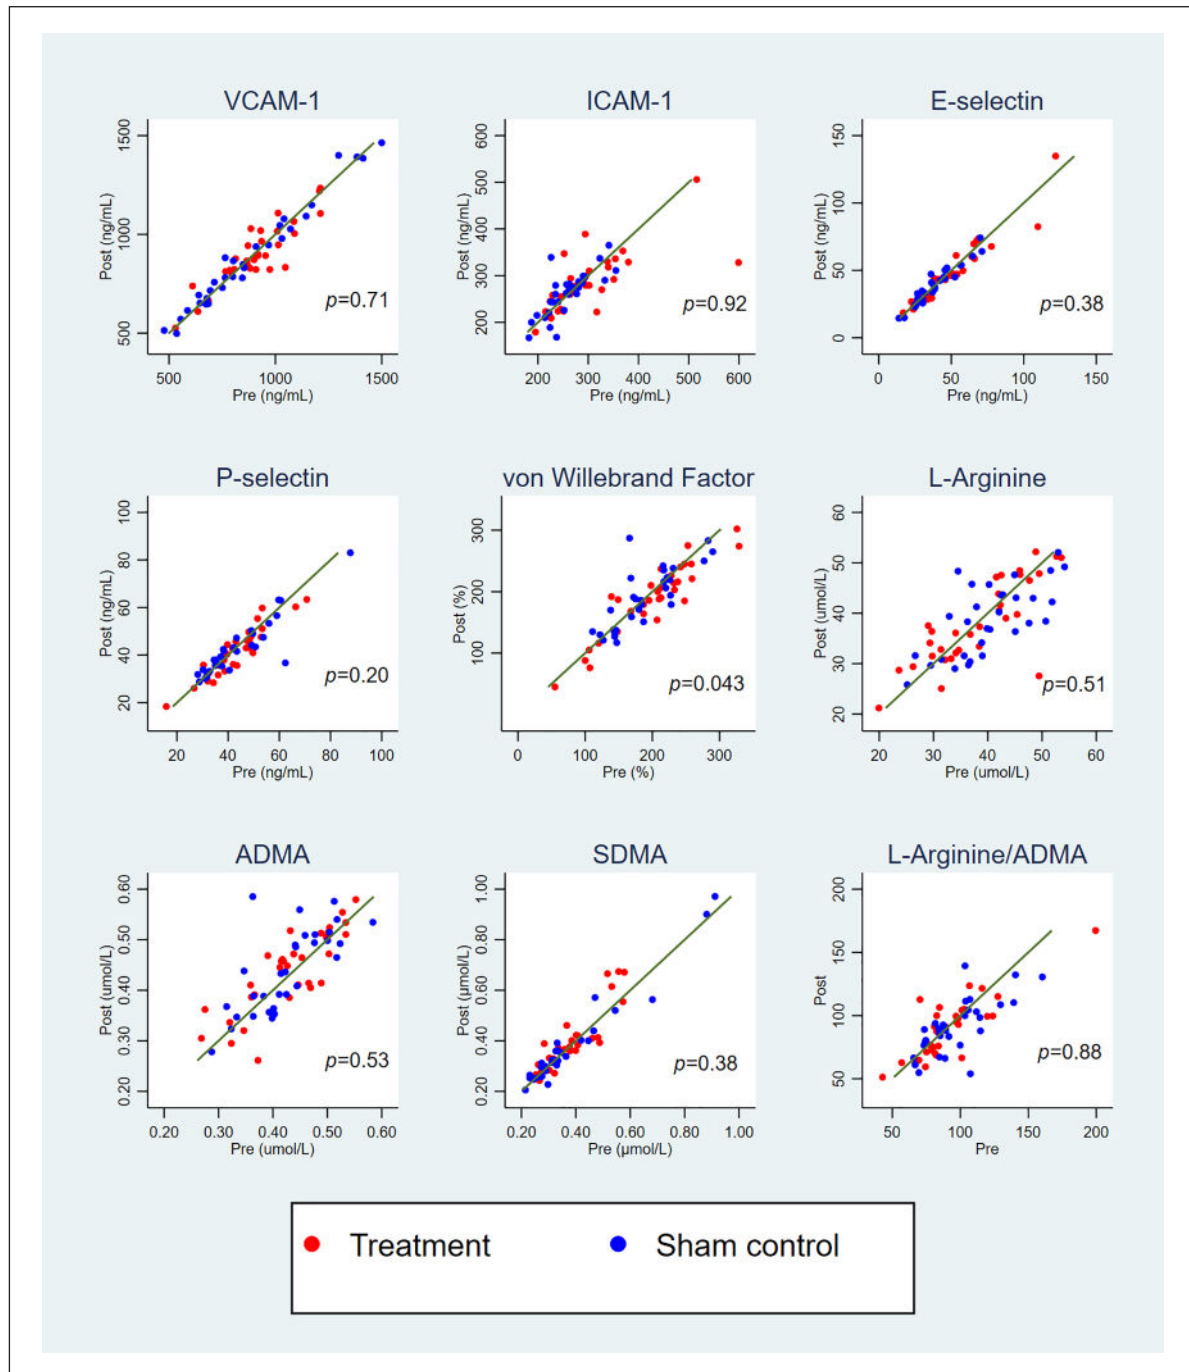 VCAM-1 ICAM-1 E-selectin
1500 600 150
1000 500 100
500 400 50
300 0
200
Post (ng/mL) Post (ng/mL) Post (ng/mL)
p=0.71 p=0.92 p=0.38
500 1000 1500 200 300 400 500 600 0 50 100 150
Pre (ng/mL) Pre (ng/mL) Pre (ng/mL)
P-selectin von Willebrand Factor L-Arginine
100 300 60
80 200 50
60 100 40
40 30
20 20
Post (ng/mL) Post (%) Post (umol/L)
p=0.20 p=0.043 p=0.51
20 40 60 80 100 0 100 200 300 20 30 40 50 60
Pre (ng/mL) Pre (%) Pre (umol/L)
ADMA SDMA L-Arginine/ADMA
0.60 1.00 200
0.50 0.80 150
0.40 0.60 100
0.30 0.40 50
0.20 0.20
Post (umol/L) Post (µmol/L) Post
p=0.53 p=0.38 p=0.88
0.20 0.30 0.40 0.50 0.60 0.20 0.40 0.60 0.80 1.00 50 100 150 200
Pre (umol/L) Pre (µmol/L) Pre
Treatment Sham control